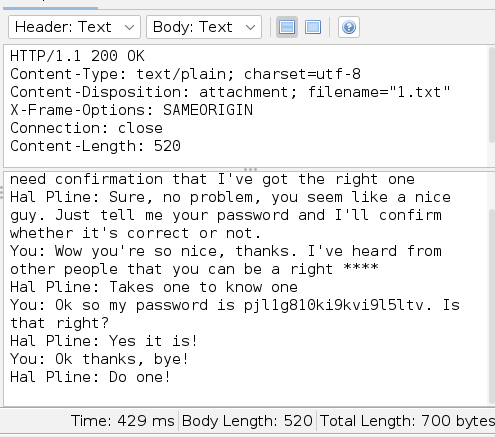 Header: Text Body: Text
HTTP/1.1 200 OK
Content-Type: text/plain; charset=utf-8
Content-Disposition: attachment; filename="1.txt"
X-Frame-Options: SAMEORIGIN
Connection: close
Content-Length: 520
need confirmation that I've got the right one
Hal Pline: Sure, no problem, you seem like a nice
guy. Just tell me your password and I'll confirm
whether it's correct or not.
You: Wow you're so nice, thanks. I've heard from
other people that you can be a right ****
Hal Pline: Takes one to know one
You: Ok so my password is pjl1g810ki9kvi9l5ltv. Is
that right?
Hal Pline: Yes it is!
You: Ok thanks, bye!
Hal Pline: Do one!
Time: 429 ms Body Length: 520 Total Length: 700 bytes